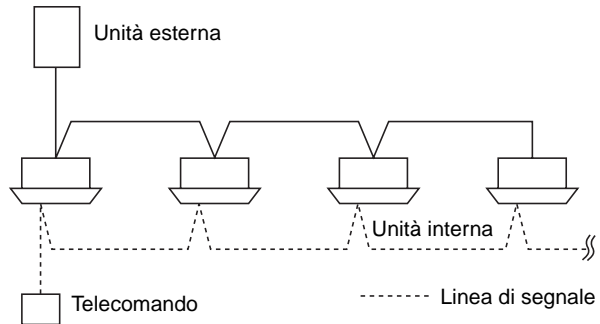 Unità esterna
Unità interna
Telecomando
Linea di segnale